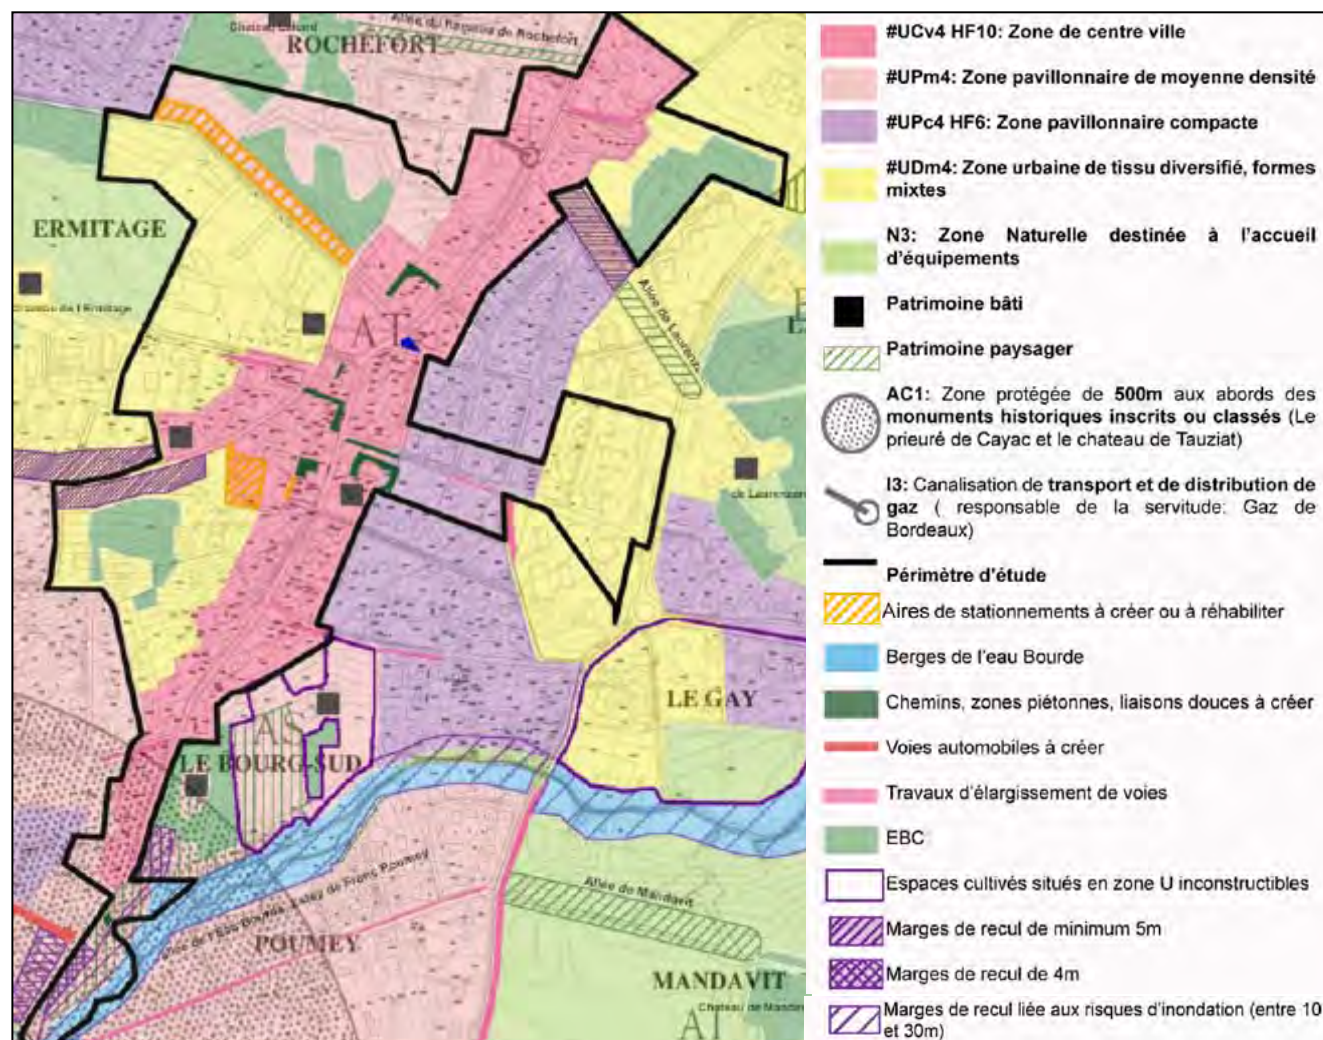 Allée du Hameau de Rochefort
ROCHEFORT
ERMITAGE
Allée de Laurenzane
LE GAY
AS
LE BOURG-SUD
Allée de Mandavit
POUMEY
MANDAVIT
#UCv4 HF10: Zone de centre ville
#UPm4: Zone pavillonnaire de moyenne densité
#UPc4 HF6: Zone pavillonnaire compacte
#UDm4: Zone urbaine de tissu diversifié, formes
mixtes
N3: Zone Naturelle destinée à l'accueil
d'équipements
Patrimoine bâti
Patrimoine paysager
AC1: Zone protégée de 500m aux abords des
monuments historiques inscrits ou classés (Le
prieuré de Cayac et le chateau de Tauziat)
I3: Canalisation de transport et de distribution de
gaz ( responsable de la servitude: Gaz de
Bordeaux)
Périmètre d'étude
Aires de stationnements à créer ou à réhabiliter
Berges de l'eau Bourde
Chemins, zones piétonnes, liaisons douces à créer
Voies automobiles à créer
Travaux d'élargissement de voies
EBC
Espaces cultivés situés en zone U inconstructibles
Marges de recul de minimum 5m
Marges de recul de 4m
Marges de recul liée aux risques d'inondation (entre 10
et 30m)